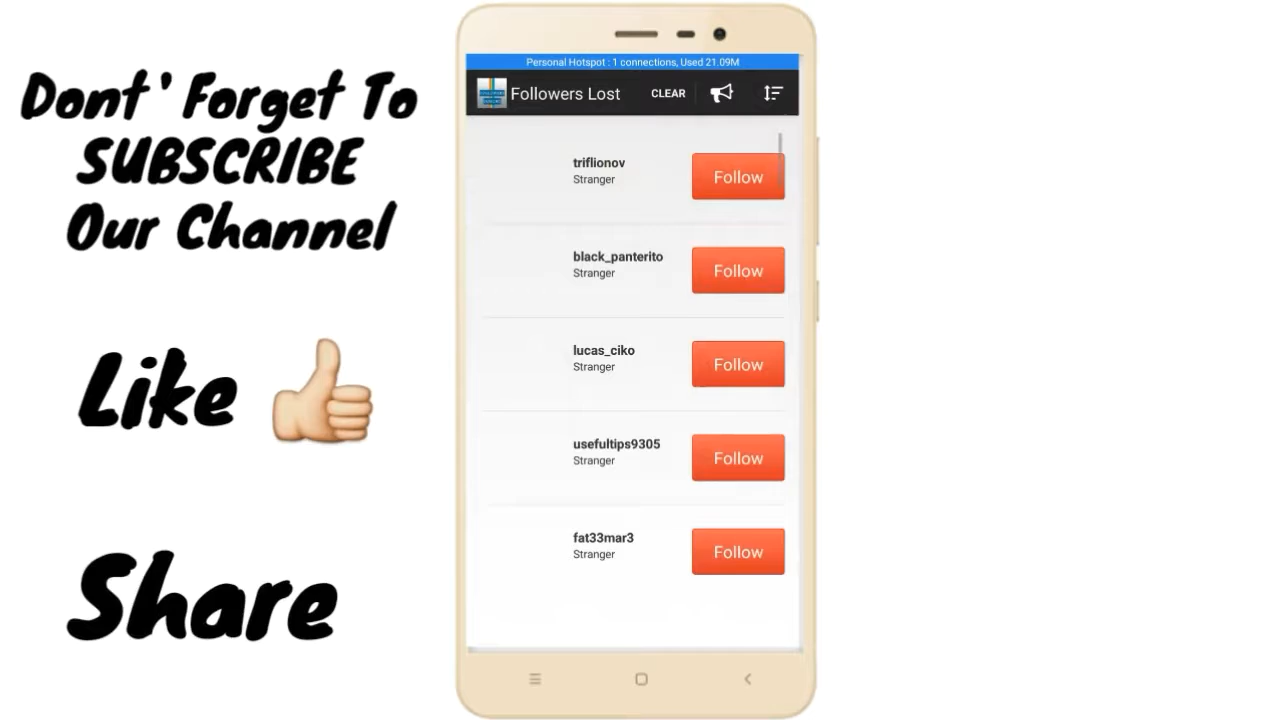 Dont' Forget To
SUBSCRIBE
Our Channel
Like
Share
Personal Hotspot : 1 connections, Used 21.09M
Followers Lost
CLEAR
triflionov
Stranger
Follow
black_panterito
Stranger
Follow
lucas_ciko
Stranger
Follow
usefultips9305
Stranger
Follow
fat33mar3
Stranger
Follow